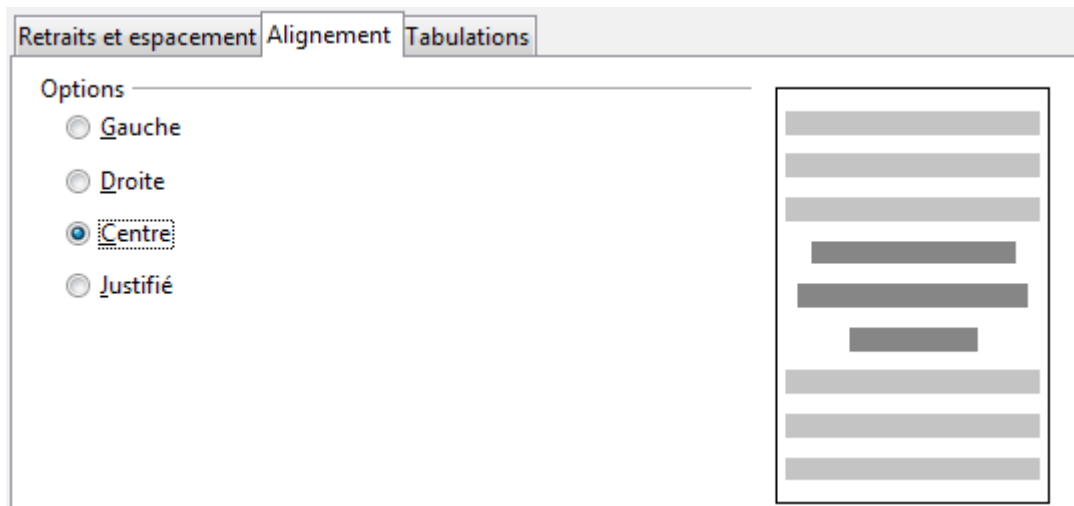 Retraits et espacement Alignement Tabulations
Options
Gauche
Droite
Centre
Justifié